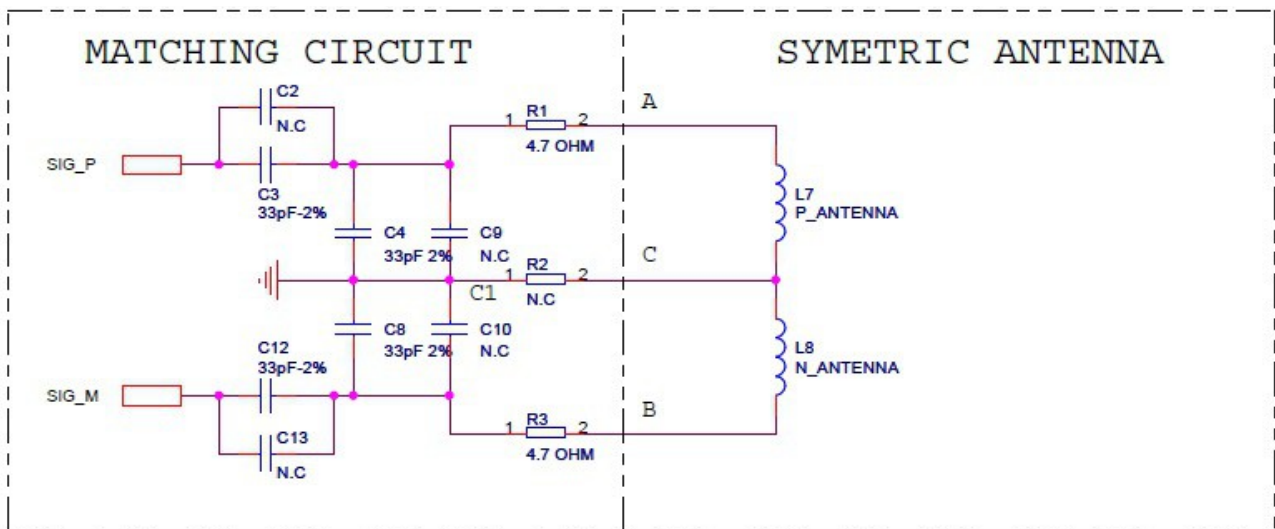 MATCHING CIRCUIT
SYMETRIC ANTENNA
C2
N.C
R1
1
2
4.7 OHM
A
SIG_P
C3
33pF-2%
L7
P_ANTENNA
C4
33pF 2%
C9
N.C
C
R2
1
2
N.C
C1
C8
33pF 2%
C10
N.C
C12
33pF-2%
L8
N_ANTENNA
SIG_M
B
R3
1
2
4.7 OHM
C13
N.C